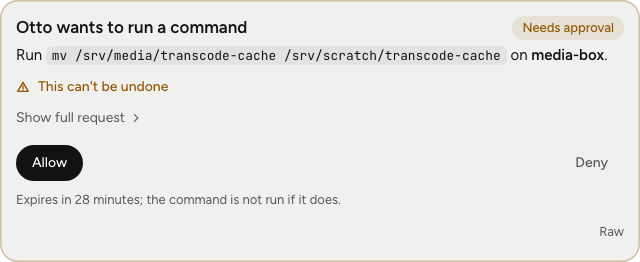 Otto wants to run a command
Needs approval
Run mv /srv/media/transcode-cache /srv/scratch/transcode-cache on media-box.
This can't be undone
Show full request
Allow
Deny
Expires in 28 minutes; the command is not run if it does.
Raw